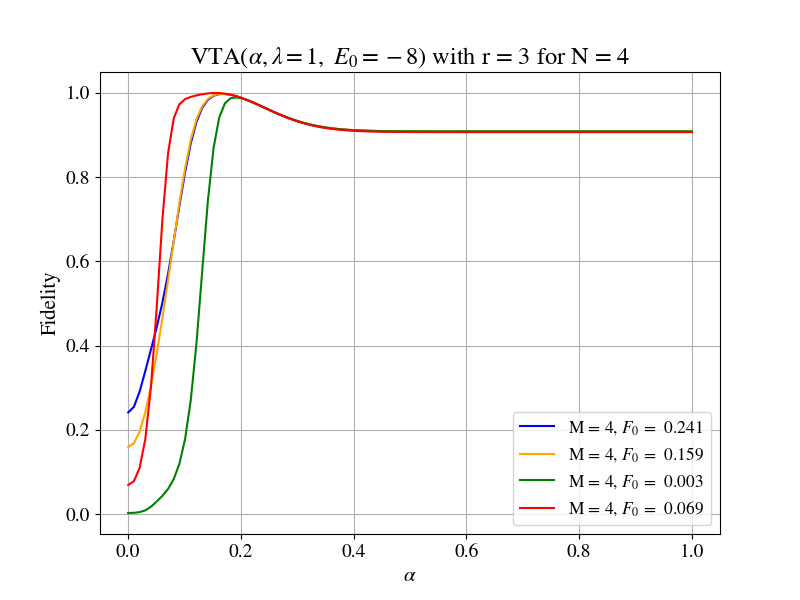 VTA(α, λ = 1, E₀ = −8) with r = 3 for N = 4
Fidelity
1.0
0.8
0.6
0.4
0.2
0.0
0.0 0.2 0.4 0.6 0.8 1.0
α
M = 4, F₀ = 0.241
M = 4, F₀ = 0.159
M = 4, F₀ = 0.003
M = 4, F₀ = 0.069